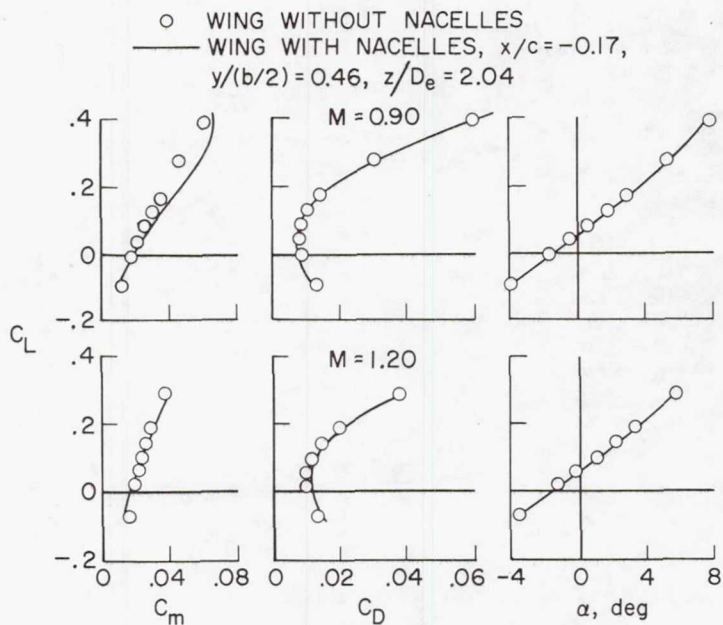 WING WITHOUT NACELLES
WING WITH NACELLES, x/c=-0.17,
y/(b/2)=0.46, z/Dₑ=2.04
.4
.2
0
-.2
M=0.90
C_L
.4
.2
0
-.2
M=1.20
0 .04 .08
C_m
0 .02 .04 .06
C_D
-4 0 4 8
α, deg